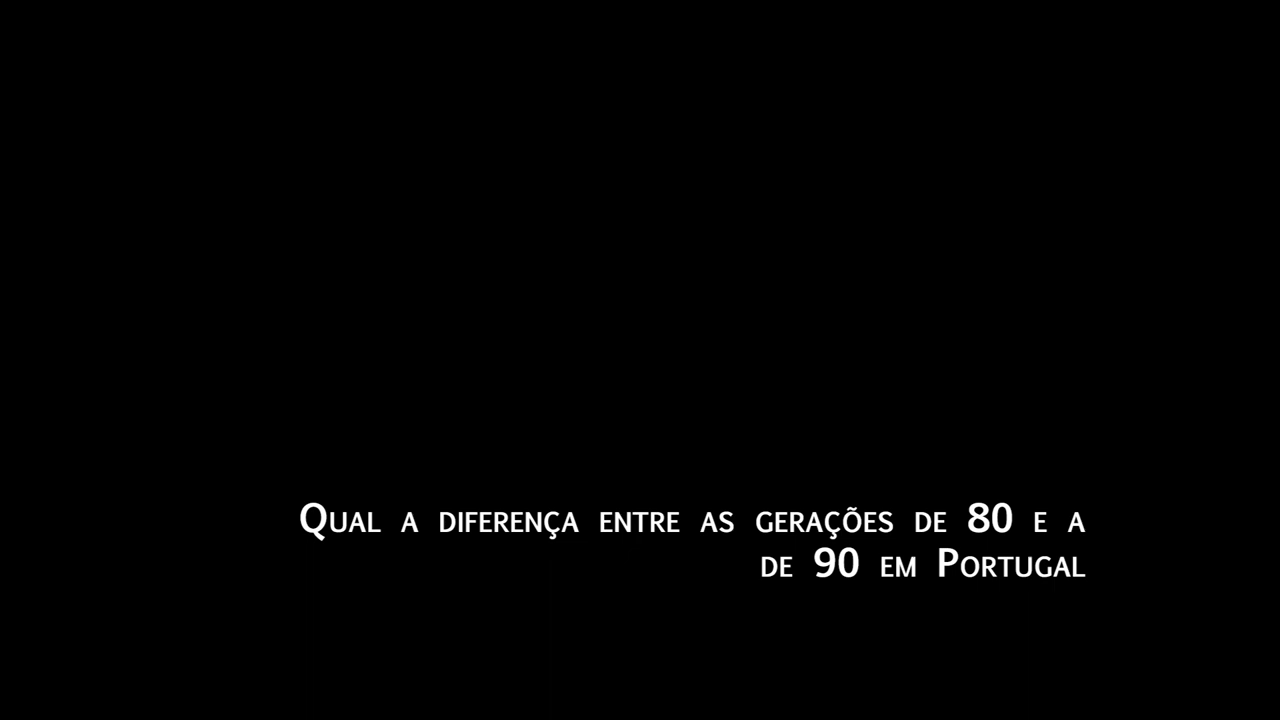 Qual a diferença entre as gerações de 80 e a
de 90 em Portugal